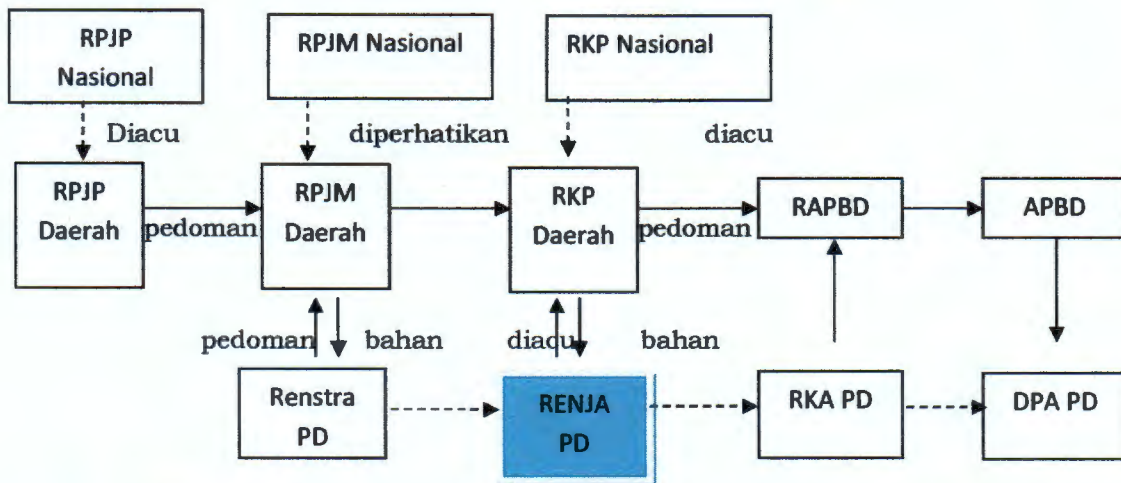 RPJP
Nasional
RPJM Nasional
RKP Nasional
Diacu
diperhatikan
diacu
RPJP
Daerah
pedoman
RPJM
Daerah
RKP
Daerah
pedoman
RAPBD
APBD
pedoman
bahan
diacu
bahan
Renstra
PD
RENJA
PD
RKA PD
DPA PD